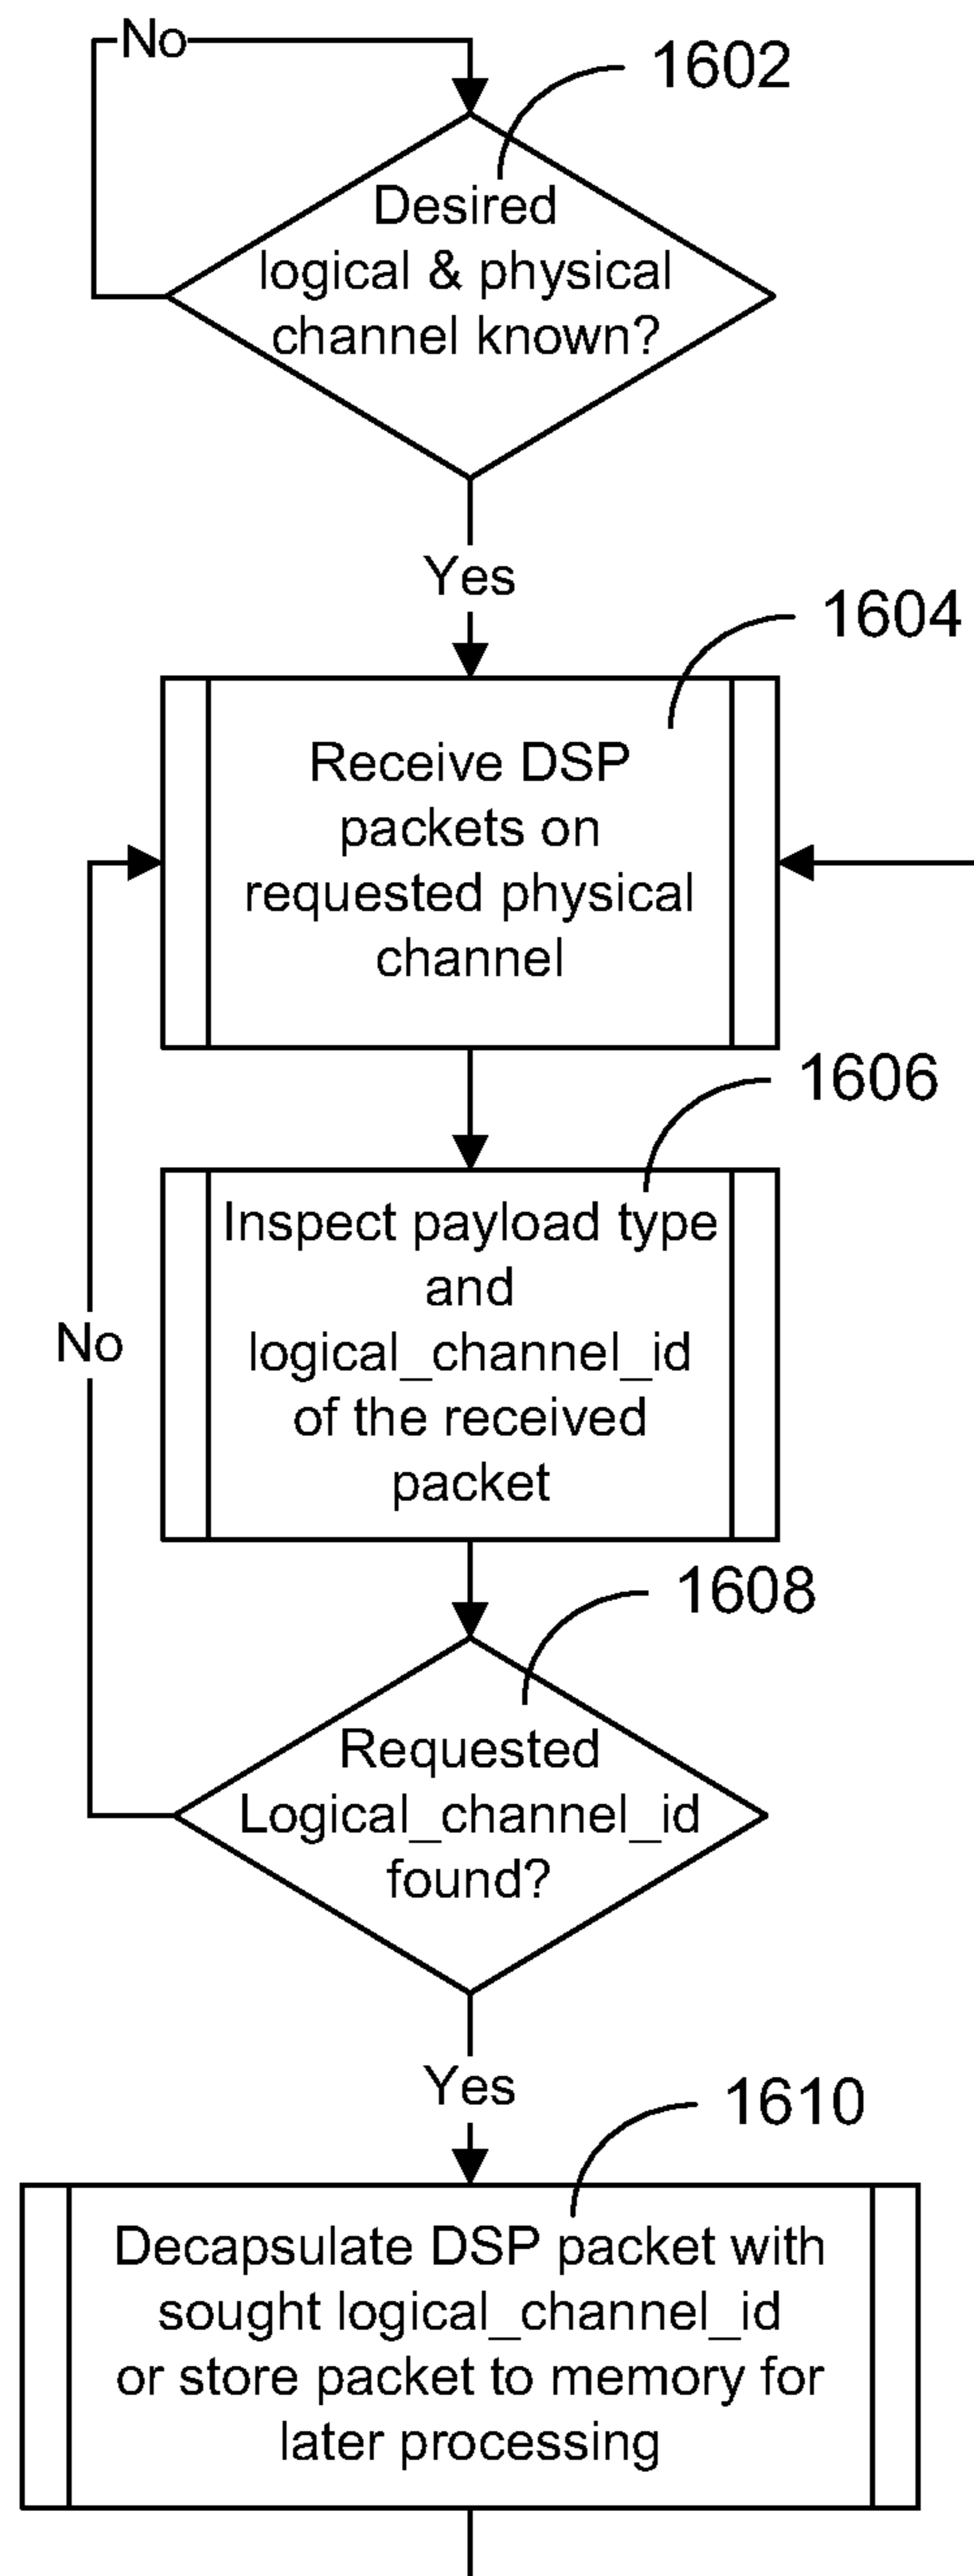 No
1602
Desired
logical & physical
channel known?
Yes
1604
Receive DSP
packets on
requested physical
channel
1606
Inspect payload type
and
logical_channel_id
of the received
packet
No
1608
Requested
Logical_channel_id
found?
Yes
1610
Decapsulate DSP packet with
sought logical_channel_id
or store packet to memory for
later processing